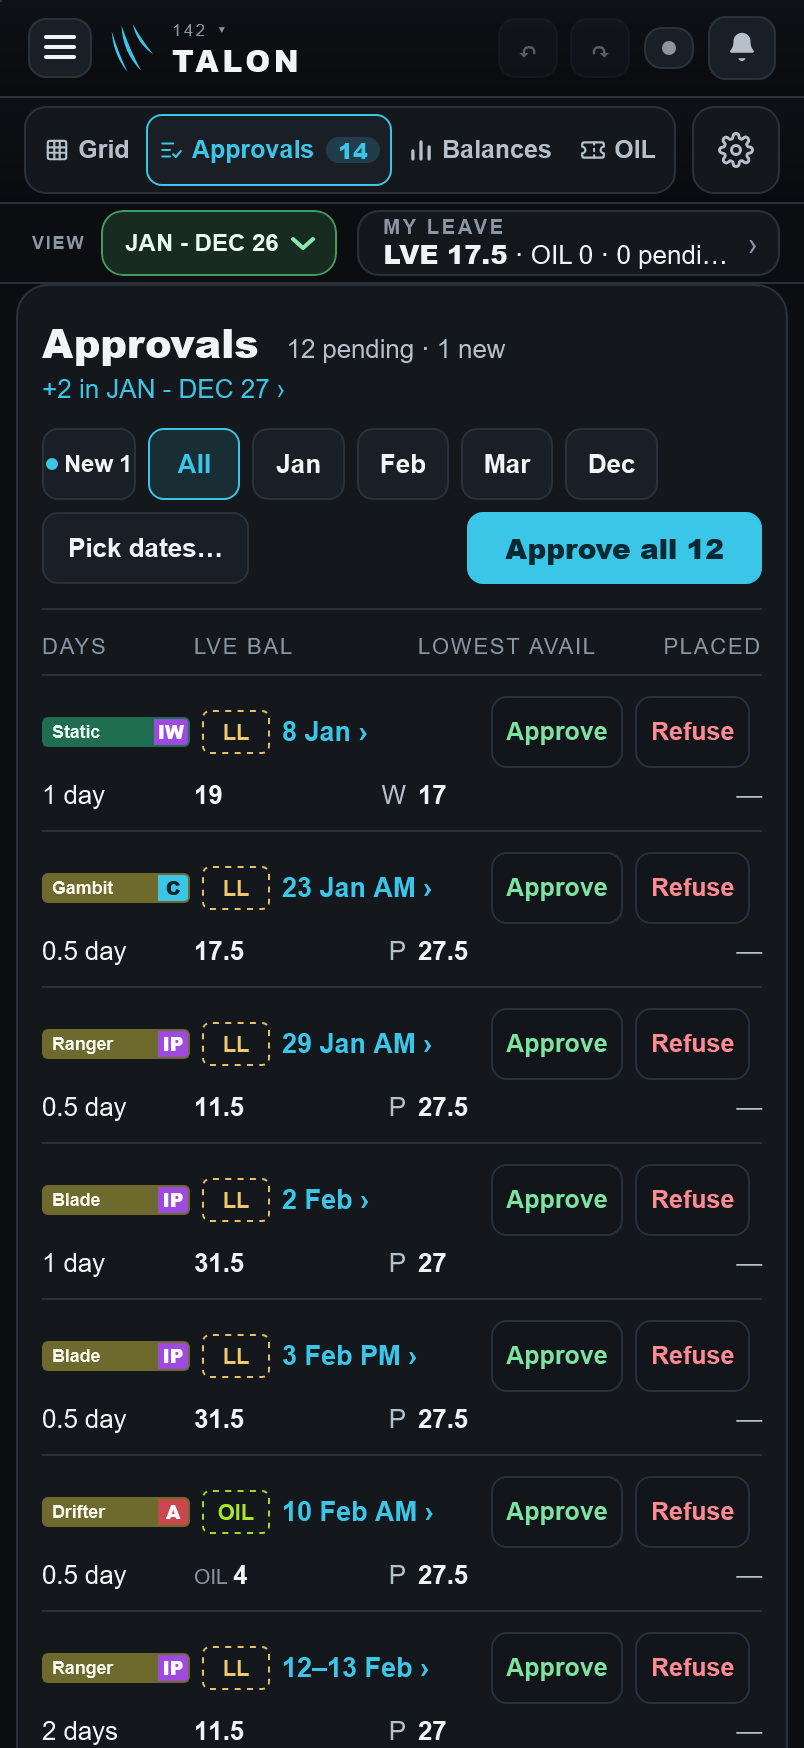 142 ▾
TALON
Grid
Approvals 14
Balances
OIL
VIEW
JAN - DEC 26
MY LEAVE
LVE 17.5 · OIL 0 · 0 pendi… ›
Approvals 12 pending · 1 new
+2 in JAN - DEC 27 ›
New 1
All
Jan
Feb
Mar
Dec
Pick dates…
Approve all 12
DAYS LVE BAL LOWEST AVAIL PLACED
Static IW LL 8 Jan › Approve Refuse
1 day 19 W 17 —
Gambit C LL 23 Jan AM › Approve Refuse
0.5 day 17.5 P 27.5 —
Ranger IP LL 29 Jan AM › Approve Refuse
0.5 day 11.5 P 27.5 —
Blade IP LL 2 Feb › Approve Refuse
1 day 31.5 P 27 —
Blade IP LL 3 Feb PM › Approve Refuse
0.5 day 31.5 P 27.5 —
Drifter A OIL 10 Feb AM › Approve Refuse
0.5 day OIL 4 P 27.5 —
Ranger IP LL 12–13 Feb › Approve Refuse
2 days 11.5 P 27 —